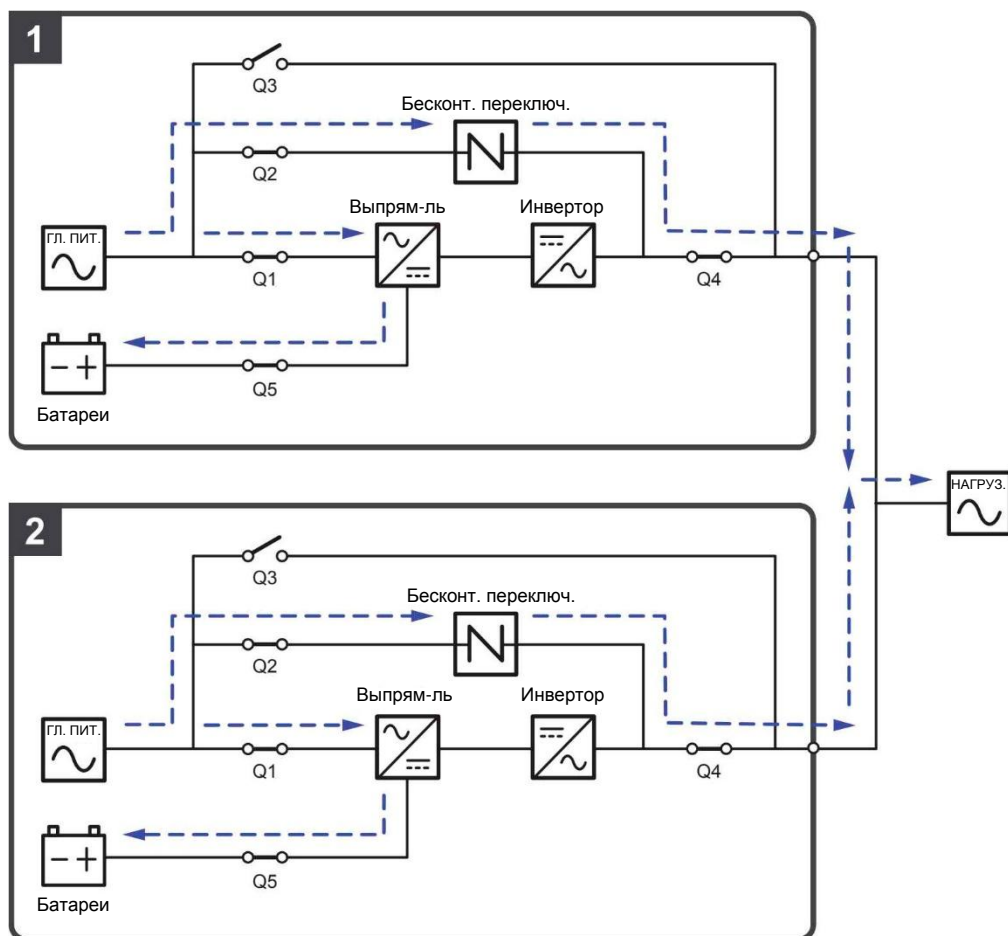 1
Q3
Бесконт. переключ.
Q2
Выпрям-ль
Инвертор
ГЛ. ПИТ.
Q1
Q4
Q5
Батареи
НАГРУЗ.
2
Q3
Бесконт. переключ.
Q2
Выпрям-ль
Инвертор
ГЛ. ПИТ.
Q1
Q4
Q5
Батареи